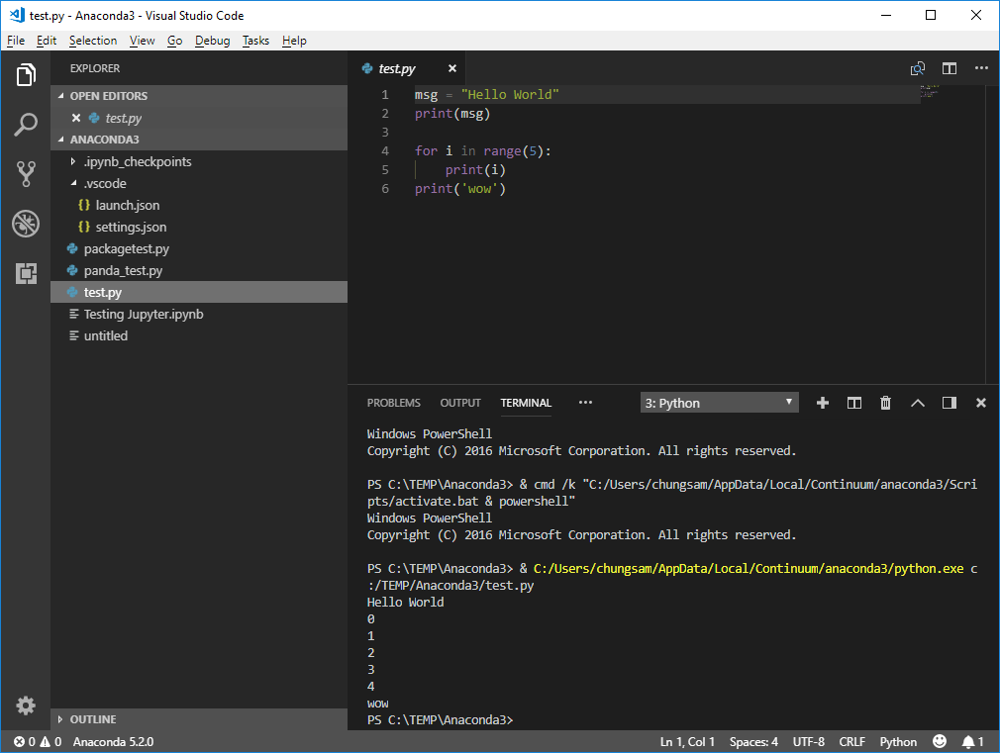 test.py - Anaconda3 - Visual Studio Code
File Edit Selection View Go Debug Tasks Help
EXPLORER
OPEN EDITORS
test.py
ANACONDA3
.ipynb_checkpoints
.vscode
{} launch.json
{} settings.json
packagetest.py
panda_test.py
test.py
Testing Jupyter.ipynb
untitled
OUTLINE
test.py
1 msg = "Hello World"
2 print(msg)
3
4 for i in range(5):
5     print(i)
6 print('wow')
PROBLEMS OUTPUT TERMINAL ••• 3: Python
Windows PowerShell
Copyright (C) 2016 Microsoft Corporation. All rights reserved.
PS C:\TEMP\Anaconda3> & cmd /k "C:/Users/chungsam/AppData/Local/Continuum/anaconda3/Scri
pts/activate.bat & powershell"
Windows PowerShell
Copyright (C) 2016 Microsoft Corporation. All rights reserved.
PS C:\TEMP\Anaconda3> & C:/Users/chungsam/AppData/Local/Continuum/anaconda3/python.exe c
:/TEMP/Anaconda3/test.py
Hello World
0
1
2
3
4
wow
PS C:\TEMP\Anaconda3>
0 0 Anaconda 5.2.0 Ln 1, Col 1 Spaces: 4 UTF-8 CRLF Python 1